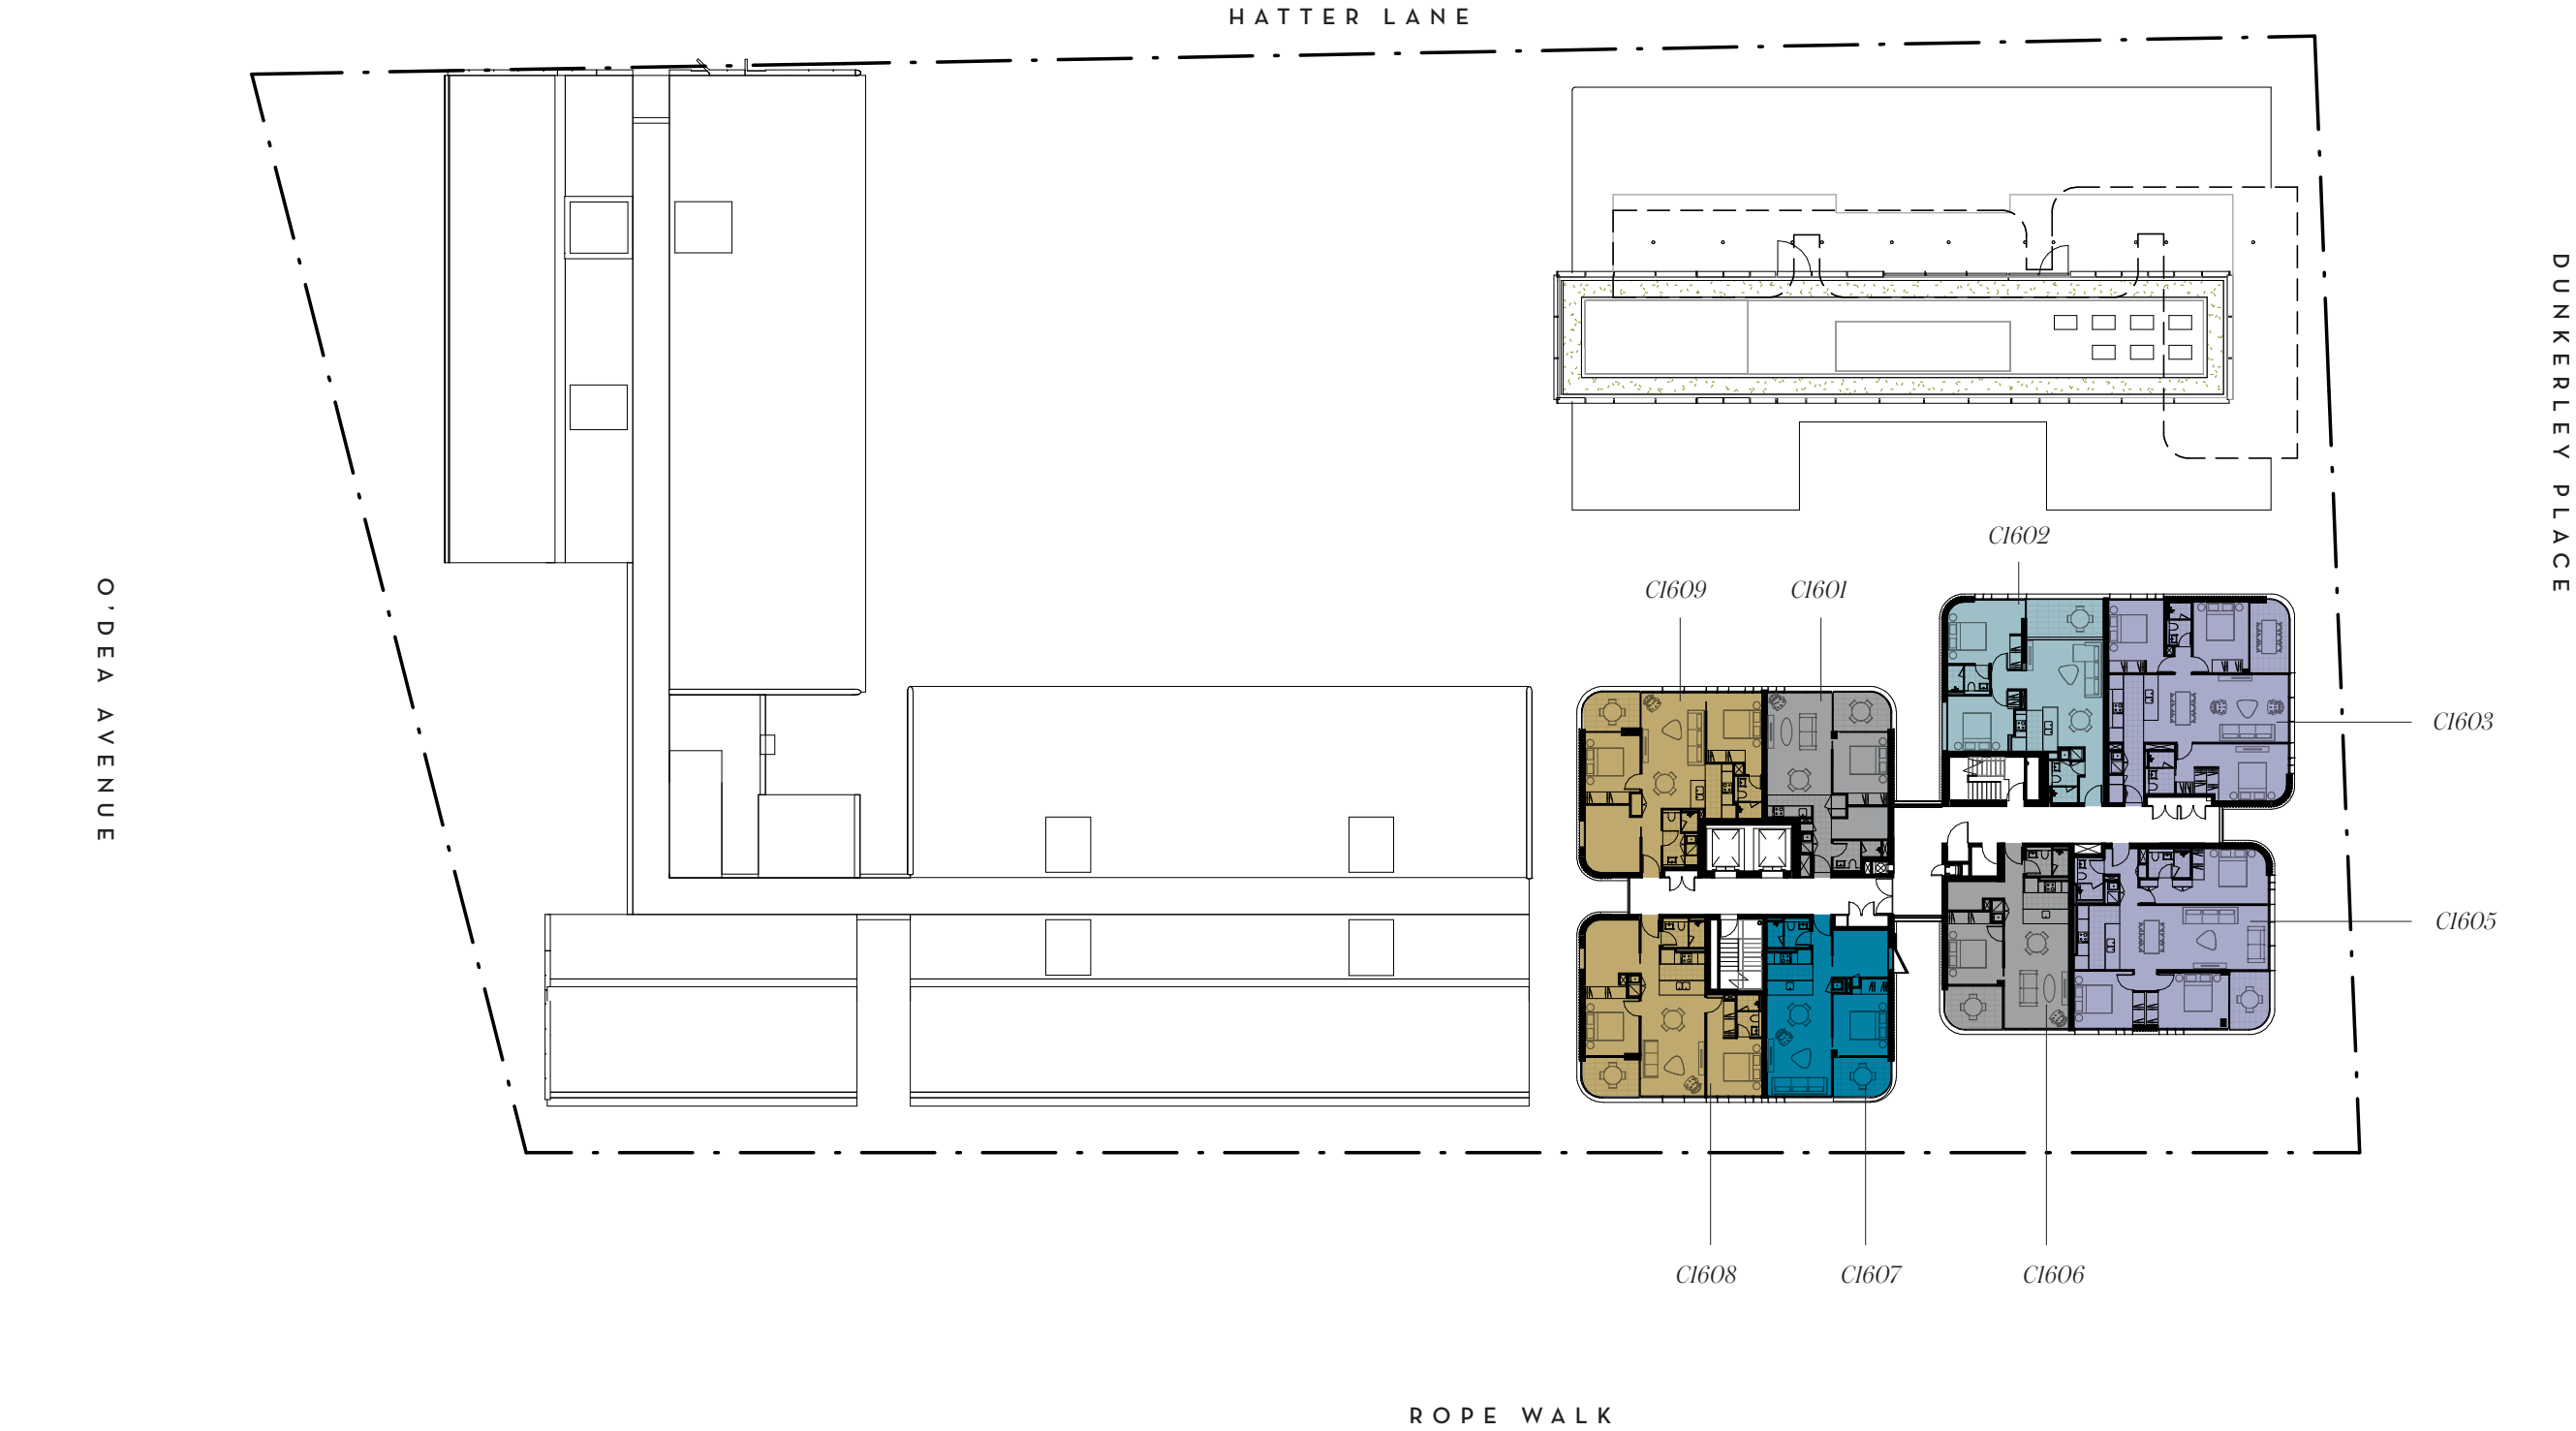 HATTER LANE
DUNKERLEY PLACE
C1602
O'DEA AVENUE
C1609
C1601
C1603
C1605
C1608
C1607
C1606
ROPE WALK